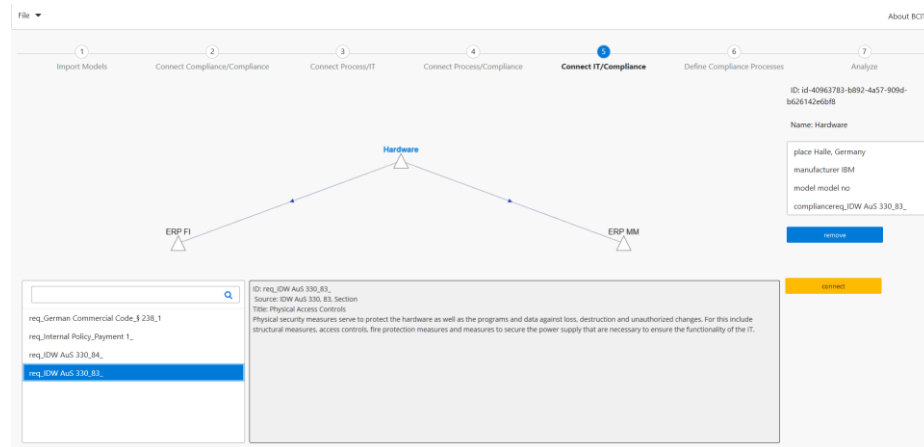 File
About BCIT
1
2
3
4
5
6
7
Import Models
Connect Compliance/Compliance
Connect Process/IT
Connect Process/Compliance
Connect IT/Compliance
Define Compliance Processes
Analyze
ID: id-40963783-b892-4a57-909d-
b626142e6bf8
Name: Hardware
place Halle, Germany
manufacturer IBM
model model no
compliancereq_IDW AuS 330_83_
remove
connect
Hardware
ERP FI
ERP MM
req_German Commercial Code_§ 238_1
req_Internal Policy_Payment 1_
req_IDW AuS 330_84_
req_IDW AuS 330_83_
ID: req_IDW AuS 330_83_
Source: IDW AuS 330, 83, Section
Title: Physical Access Controls
Physical security measures serve to protect the hardware as well as the programs and data against loss, destruction and unauthorized changes. For this include
structural measures, access controls, fire protection measures and measures to secure the power supply that are necessary to ensure the functionality of the IT.